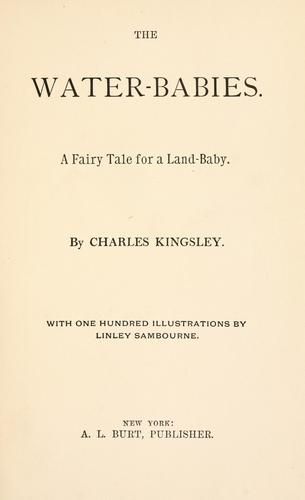 THE
WATER-BABIES.
A Fairy Tale for a Land-Baby.
By CHARLES KINGSLEY.
WITH ONE HUNDRED ILLUSTRATIONS BY
LINLEY SAMBOURNE.
NEW YORK:
A. L. BURT, PUBLISHER.